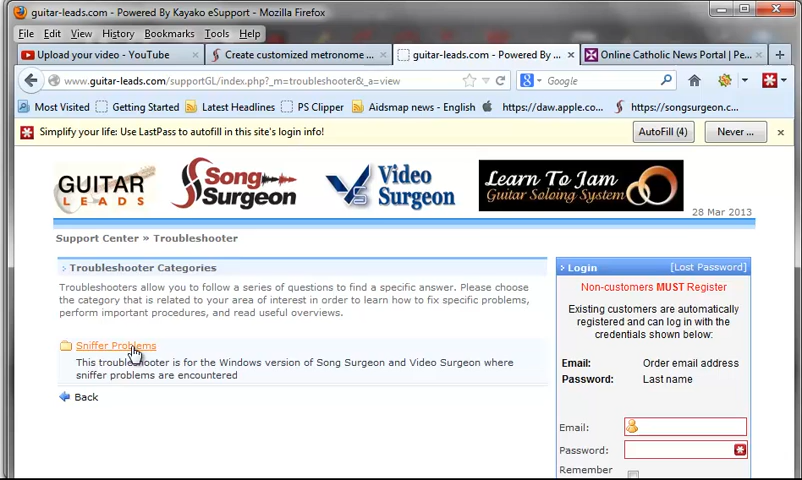 guitar-leads.com - Powered By Kayako eSupport - Mozilla Firefox
File Edit View History Bookmarks Tools Help
Upload your video - YouTube
Create customized metronome ...
guitar-leads.com - Powered By ...
Online Catholic News Portal | Pe...
www.guitar-leads.com/supportGL/index.php?_m=troubleshooter&_a=view
Google
Most Visited Getting Started Latest Headlines PS Clipper Aidsmap news - English https://daw.apple.co... https://songsurgeon.c...
Simplify your life: Use LastPass to autofill in this site's login info!
AutoFill (4) Never ...
GUITAR LEADS
Song Surgeon
Video Surgeon
Learn To Jam
Guitar Soloing System
28 Mar 2013
Support Center » Troubleshooter
Troubleshooter Categories
Troubleshooters allow you to follow a series of questions to find a specific answer. Please choose
the category that is related to your area of interest in order to learn how to fix specific problems,
perform important procedures, and read useful overviews.
Sniffer Problems
This troubleshooter is for the Windows version of Song Surgeon and Video Surgeon where
sniffer problems are encountered
Back
Login [Lost Password]
Non-customers MUST Register
Existing customers are automatically
registered and can log in with the
credentials shown below:
Email: Order email address
Password: Last name
Email:
Password:
Remember